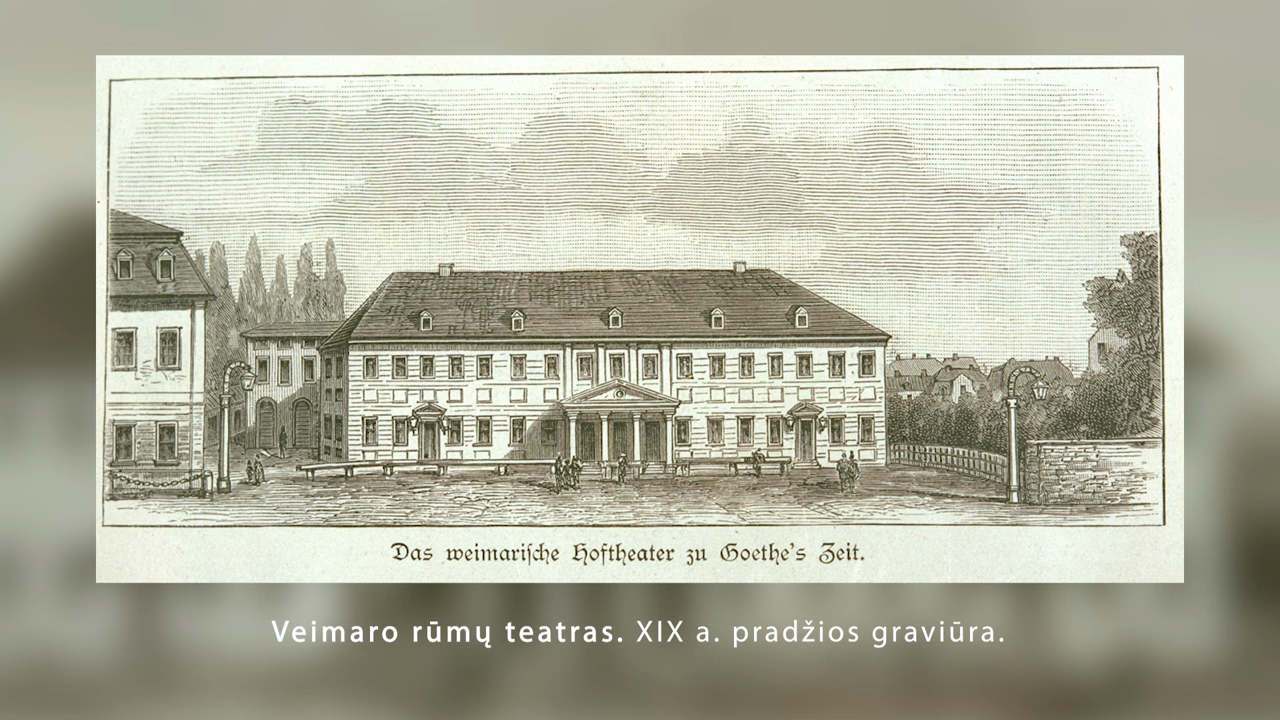 Das weimarische Hoftheater zu Goethe's Zeit.
Veimaro rūmų teatras. XIX a. pradžios graviūra.